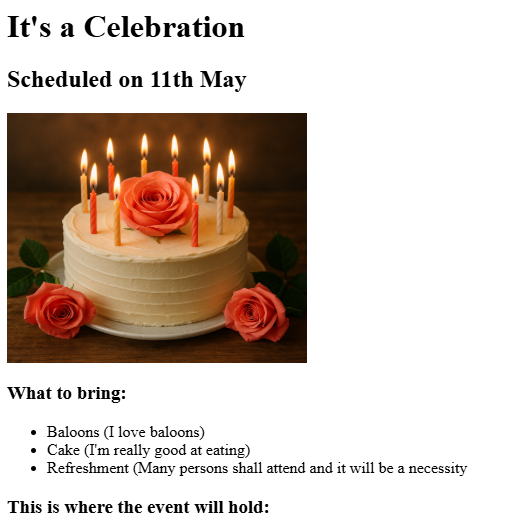 It's a Celebration
Scheduled on 11th May
What to bring:
Baloons (I love baloons)
Cake (I'm really good at eating)
Refreshment (Many persons shall attend and it will be a necessity
This is where the event will hold: